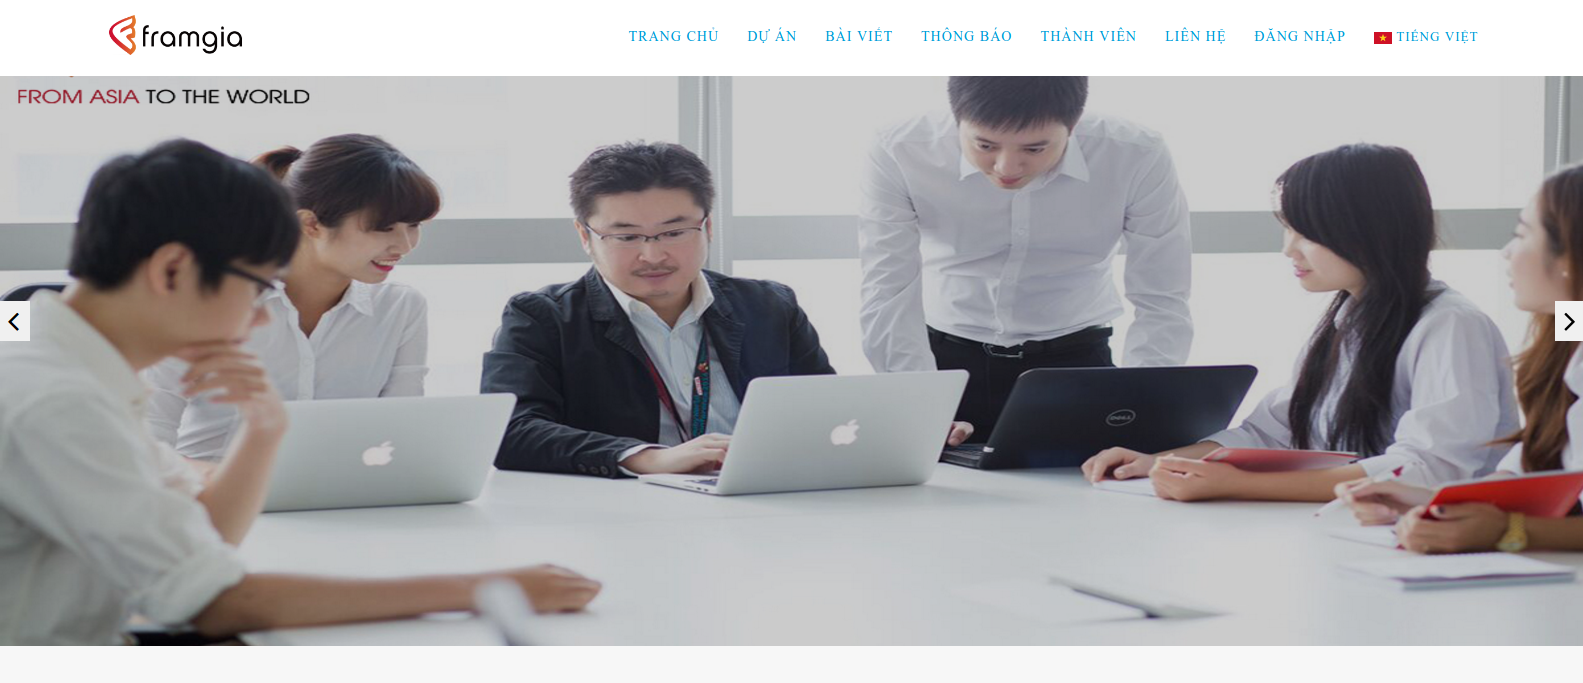 framgia
TRANG CHỦ DỰ ÁN BÀI VIẾT THÔNG BÁO THÀNH VIÊN LIÊN HỆ ĐĂNG NHẬP TIẾNG VIỆT
FROM ASIA TO THE WORLD
DELL